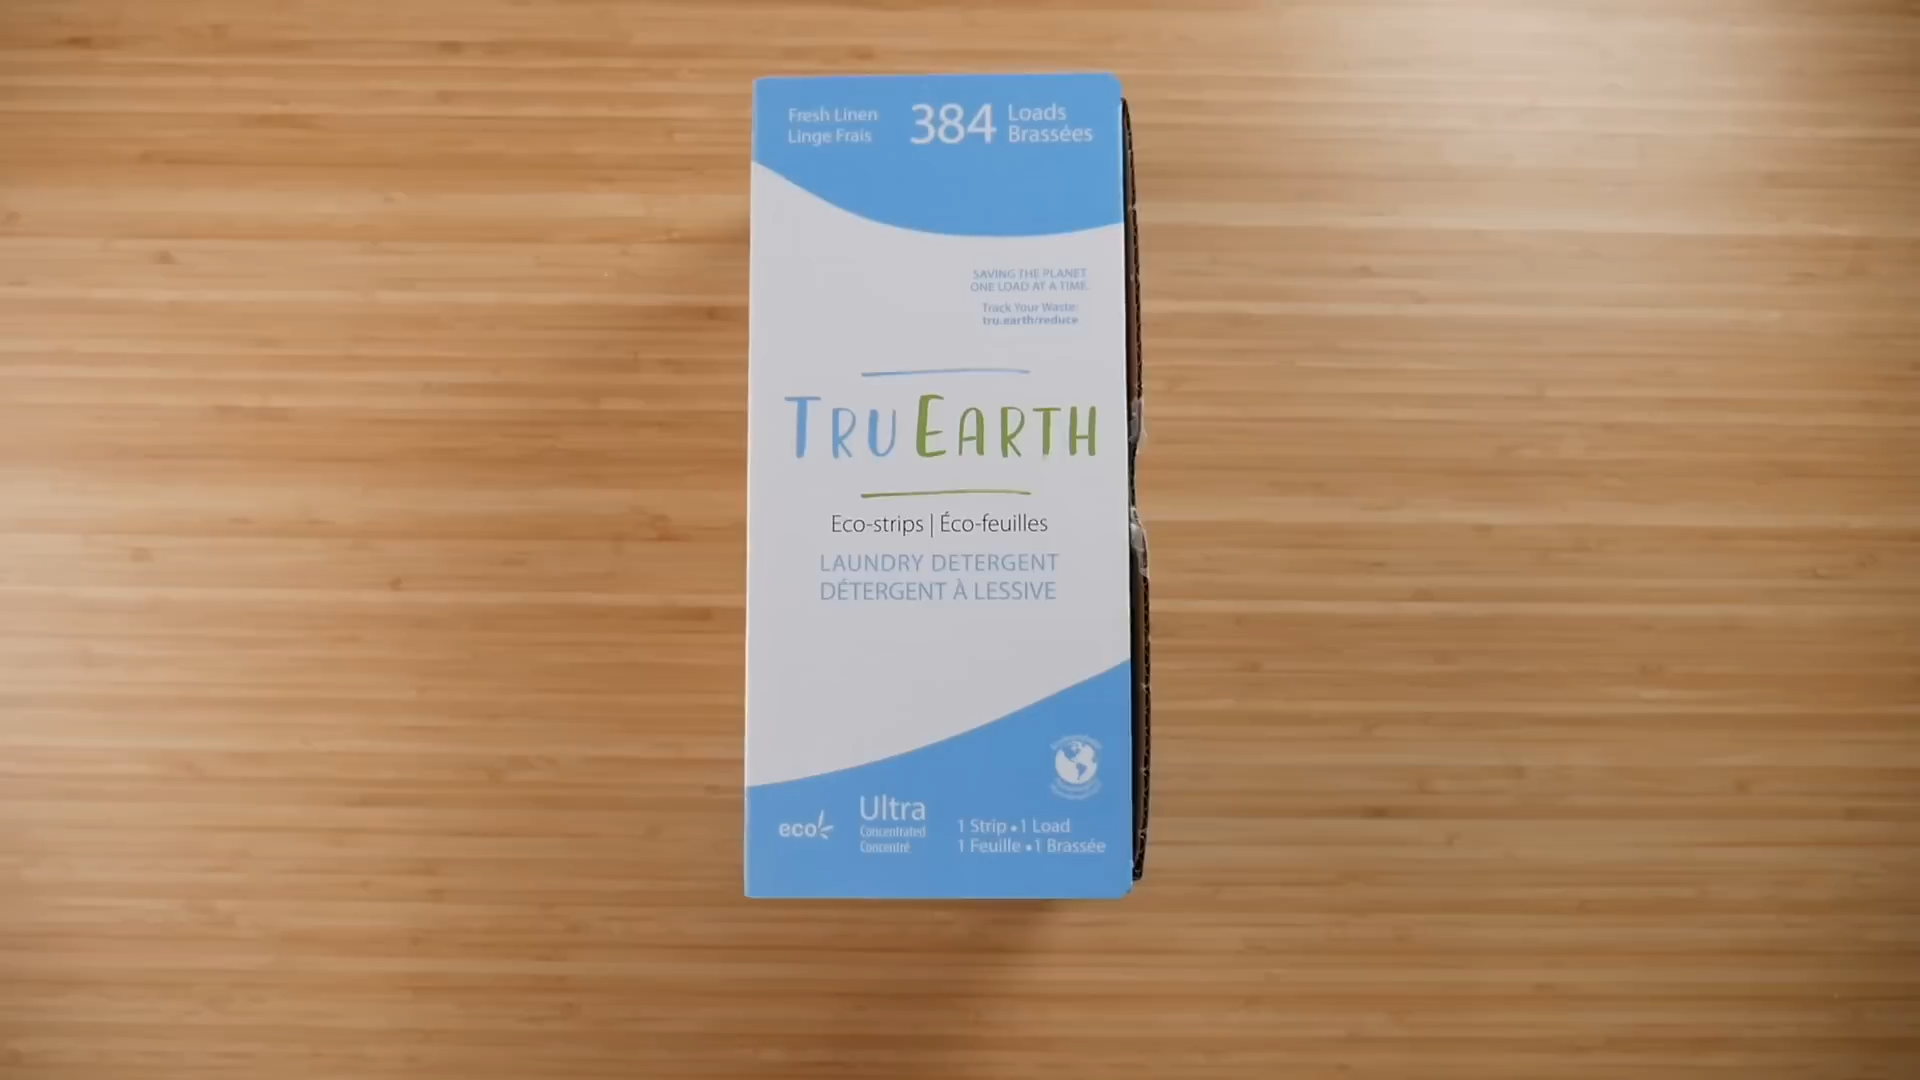 Fresh Linen
Linge Frais
384
Loads
Brassées
SAVING THE PLANET
ONE LOAD AT A TIME.
Track Your Waste:
tru.earth/reduce
TRU EARTH
Eco-strips | Éco-feuilles
LAUNDRY DETERGENT
DÉTERGENT À LESSIVE
eco
Ultra
Concentrated
Concentré
1 Strip • 1 Load
1 Feuille • 1 Brassée